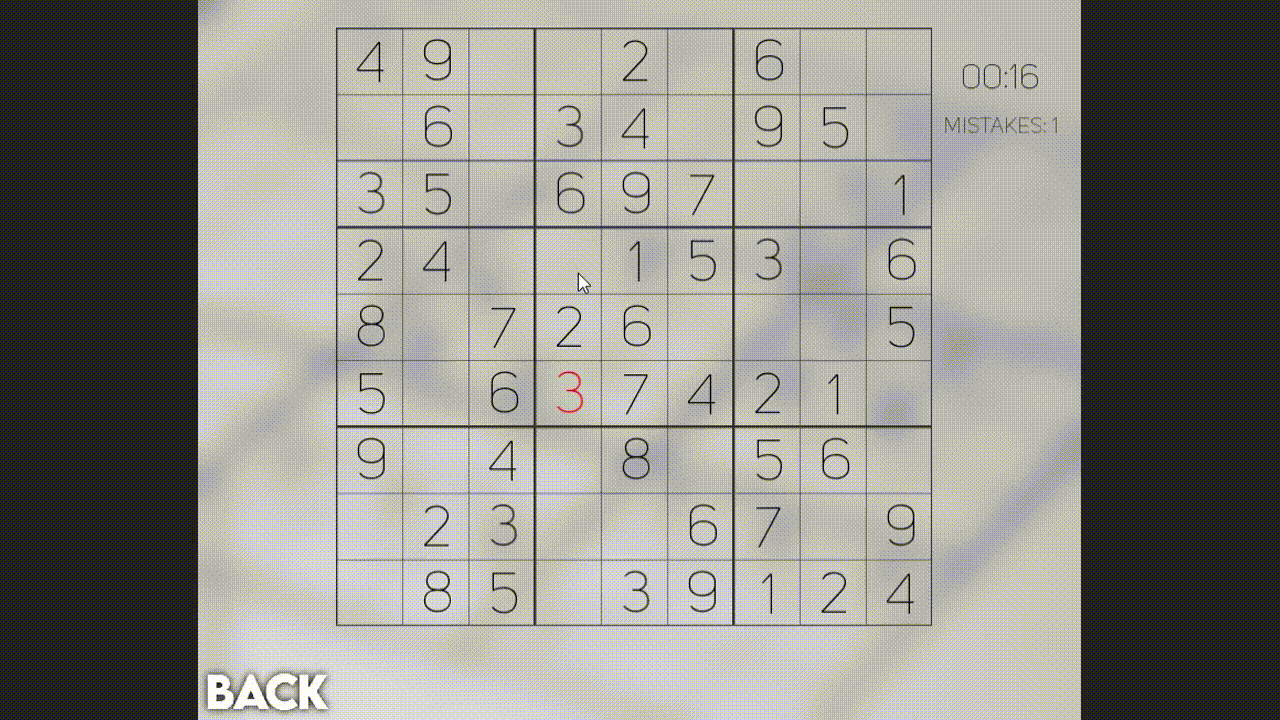 4 9 2 6
00:16
6 3 4 9 5
MISTAKES: 1
3 5 6 9 7 1
2 4 1 5 3 6
8 7 2 6 5
5 6 3 7 4 2 1
9 4 8 5 6
2 3 6 7 9
8 5 3 9 1 2 4
BACK